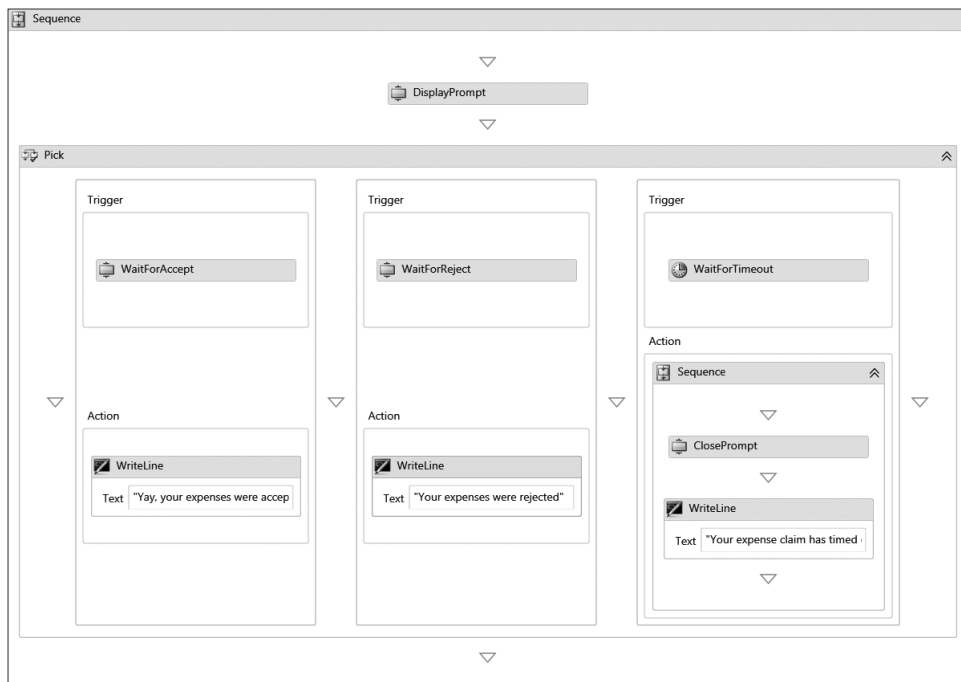 Sequence
DisplayPrompt
Pick
Trigger
WaitForAccept
Action
WriteLine
Text "Yay, your expenses were accep
Trigger
WaitForReject
Action
WriteLine
Text "Your expenses were rejected"
Trigger
WaitForTimeout
Action
Sequence
ClosePrompt
WriteLine
Text "Your expense claim has timed